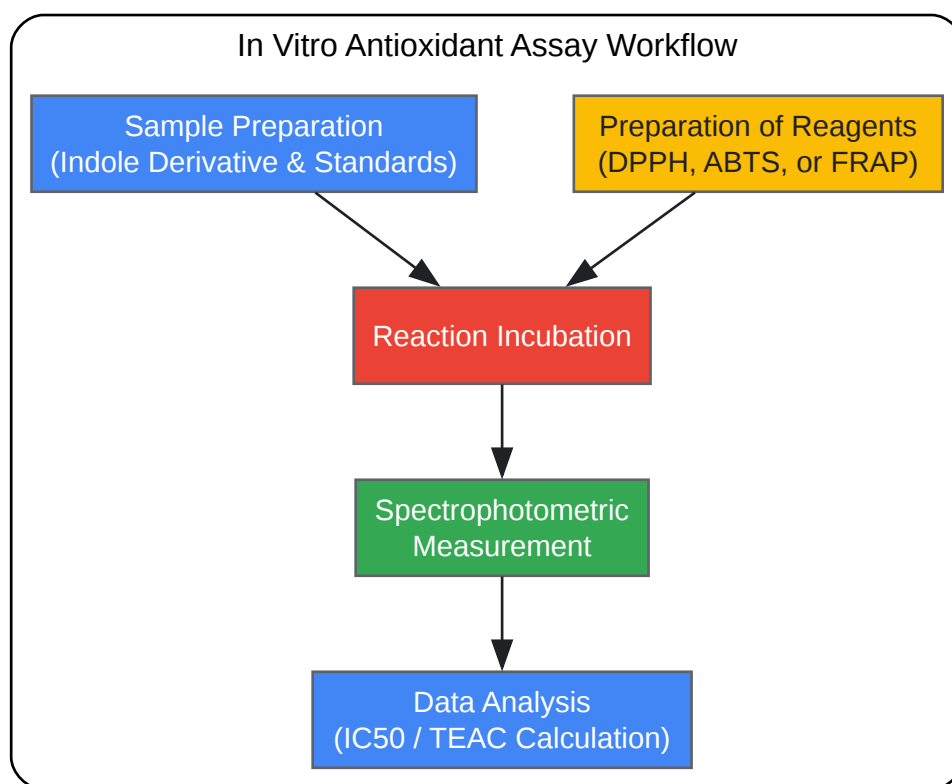 In Vitro Antioxidant Assay Workflow
Sample Preparation
(Indole Derivative & Standards)
Preparation of Reagents
(DPPH, ABTS, or FRAP)
Reaction Incubation
Spectrophotometric
Measurement
Data Analysis
(IC50 / TEAC Calculation)